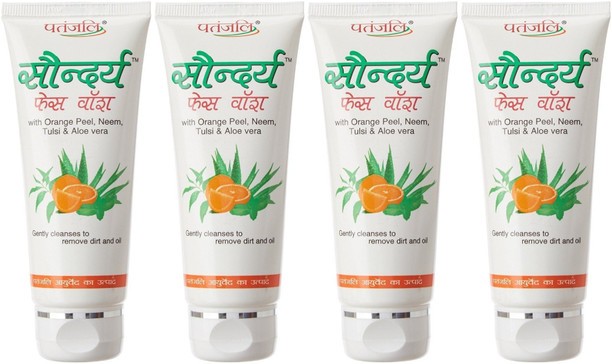 पतंजलि
सौन्दर्य TM
फेस वॉश
with Orange Peel, Neem,
Tulsi & Aloe vera
Gently cleanses to
remove dirt and oil
पतंजलि आयुर्वेद का उत्पाद
पतंजलि
सौन्दर्य TM
फेस वॉश
with Orange Peel, Neem,
Tulsi & Aloe vera
Gently cleanses to
remove dirt and oil
पतंजलि आयुर्वेद का उत्पाद
पतंजलि
सौन्दर्य TM
फेस वॉश
with Orange Peel, Neem,
Tulsi & Aloe vera
Gently cleanses to
remove dirt and oil
पतंजलि आयुर्वेद का उत्पाद
पतंजलि
सौन्दर्य TM
फेस वॉश
with Orange Peel, Neem,
Tulsi & Aloe vera
Gently cleanses to
remove dirt and oil
पतंजलि आयुर्वेद का उत्पाद